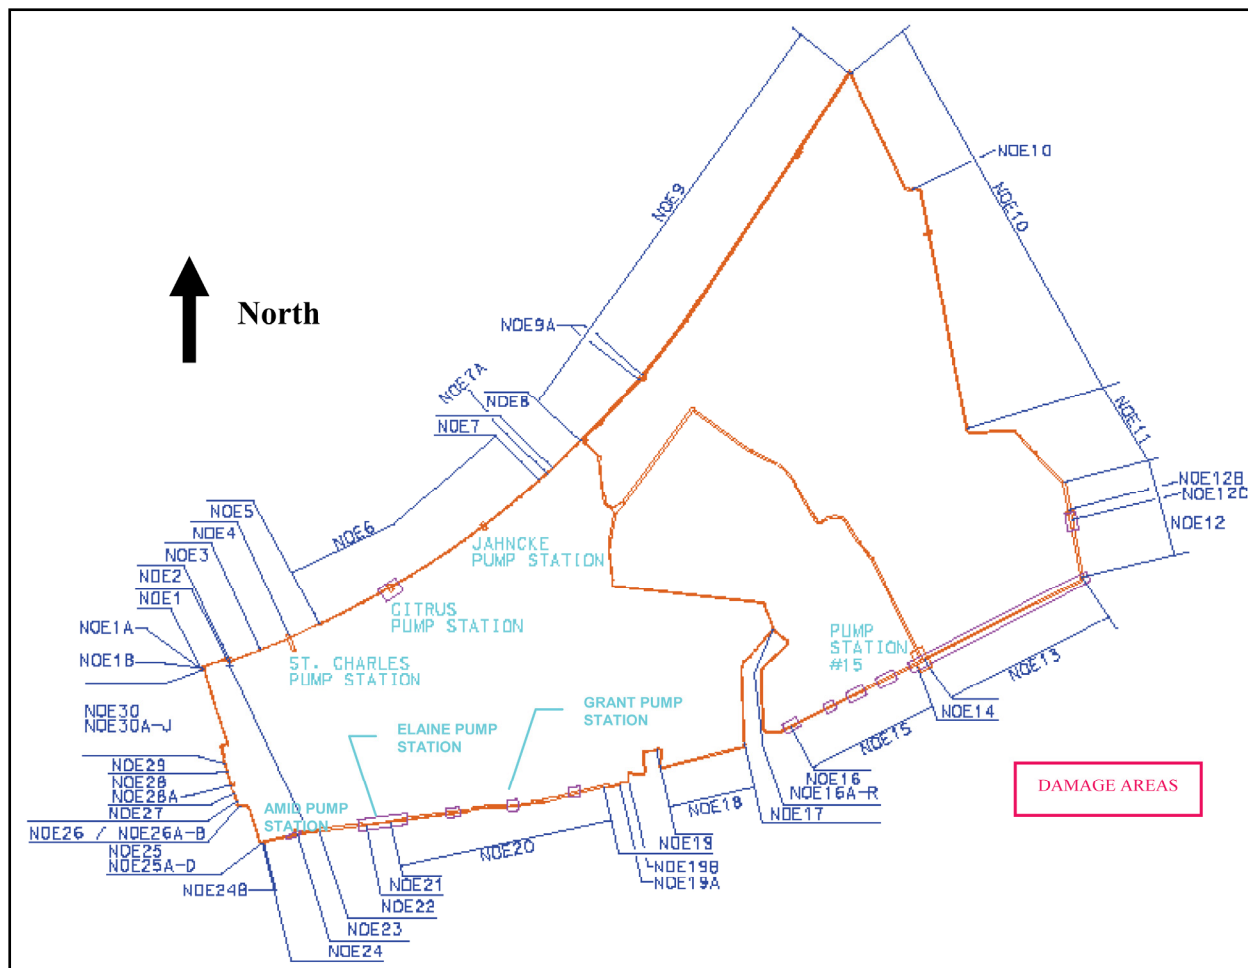 NOE10
NOE9
NOE10
North
NOE9A
NOE7A
NOE8
NOE7
NOE11
NOE12B
NOE12C
NOE12
NOE5
NOE6
NOE4
NOE3
NOE2
NOE1
JAHNCKE
PUMP STATION
CITRUS
PUMP STATION
NOE1A
NOE1B
ST. CHARLES
PUMP STATION
PUMP
STATION
#15
NOE13
NOE14
NOE30
NOE30A-J
GRANT PUMP
STATION
ELAINE PUMP
STATION
NOE15
NOE29
NOE28
NOE28A
NOE27
NOE16
NOE16A-R
NOE17
DAMAGE AREAS
AMID PUMP
STATION
NOE18
NOE26 / NOE26A-B
NOE25
NOE25A-D
NOE20
NOE19
NOE19B
NOE19A
NOE24B
NOE21
NOE22
NOE23
NOE24